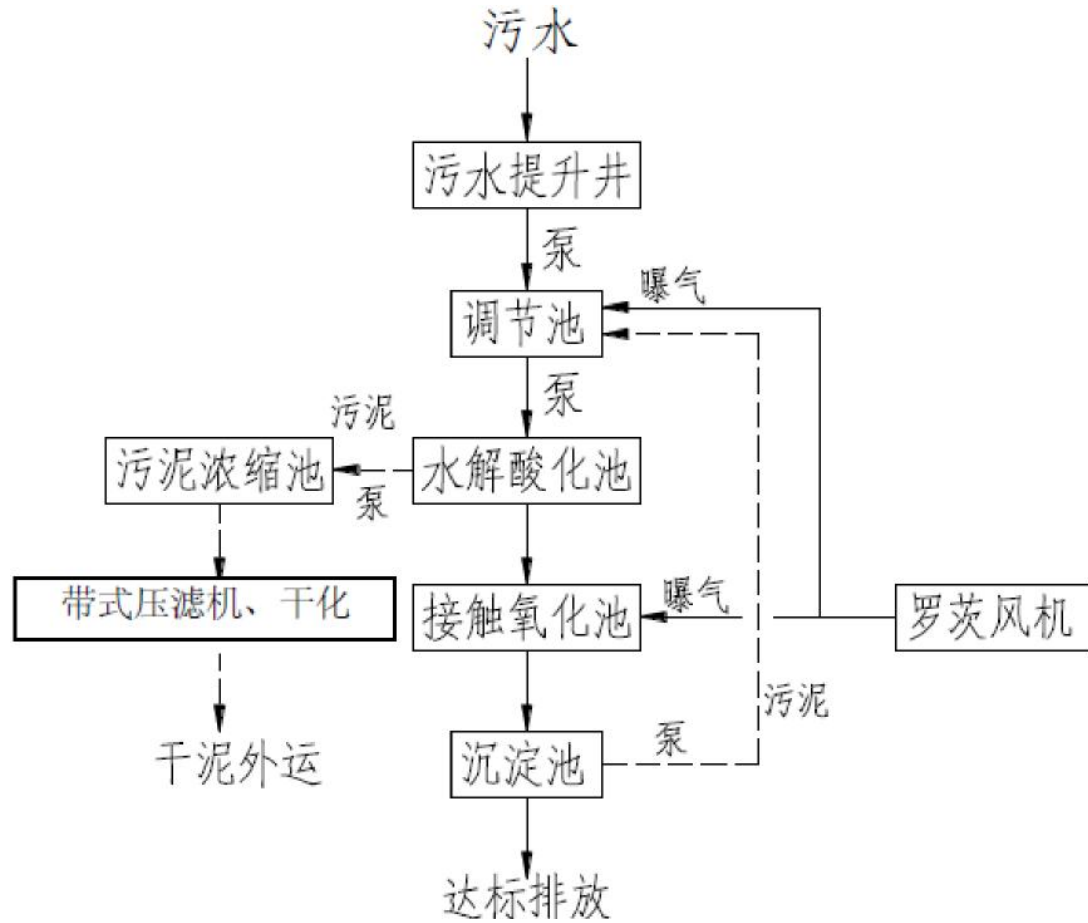 污水
污水提升井
泵
曝气
调节池
泵
污泥
污泥浓缩池
水解酸化池
泵
带式压滤机、干化
曝气
接触氧化池
罗茨风机
污泥
泵
干泥外运
沉淀池
达标排放